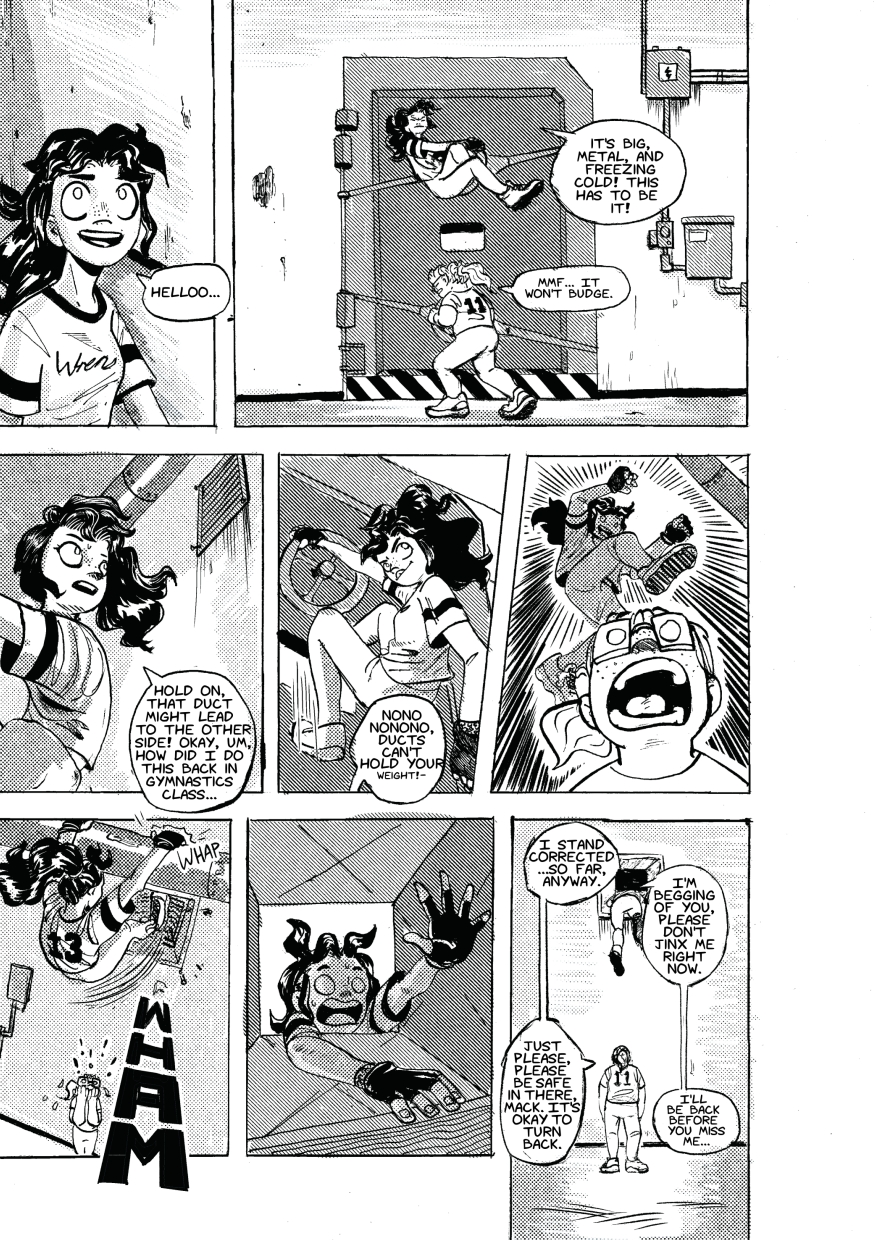 HELLOO...
Wrens
IT'S BIG,
METAL, AND
FREEZING
COLD! THIS
HAS TO BE
IT!
MMF... IT
WON'T BUDGE.
11
HOLD ON,
THAT DUCT
MIGHT LEAD
TO THE OTHER
SIDE! OKAY, UM,
HOW DID I DO
THIS BACK IN
GYMNASTICS
CLASS...
NONO
NONONO,
DUCTS
CAN'T
HOLD YOUR
WEIGHT!-
WHAP
13
WHAM
I STAND
CORRECTED
...SO FAR,
ANYWAY.
I'M
BEGGING
OF YOU,
PLEASE
DON'T
JINX ME
RIGHT
NOW.
JUST
PLEASE,
PLEASE
BE SAFE
IN THERE,
MACK. IT'S
OKAY TO
TURN
BACK.
11
I'LL
BE BACK
BEFORE
YOU MISS
ME...